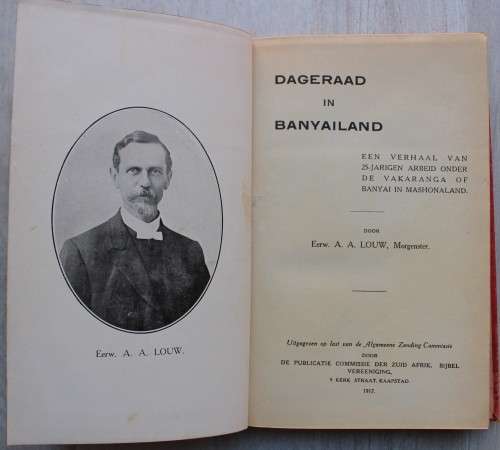 Eerw. A. A. LOUW.
DAGERAAD
IN
BANYAILAND
EEN VERHAAL VAN
25-JARIGEN ARBEID ONDER
DE VAKARANGA OF
BANYAI IN MASHONALAND.
DOOR
Eerw. A. A. LOUW, Morgenster.
Uitgegeven op last van de Algemeene Zending Commissie
DOOR
DE PUBLICATIE COMMISSIE DER ZUID AFRIK. BIJBEL
VEREENIGING,
KERK STRAAT, KAAPSTAD.
1917.